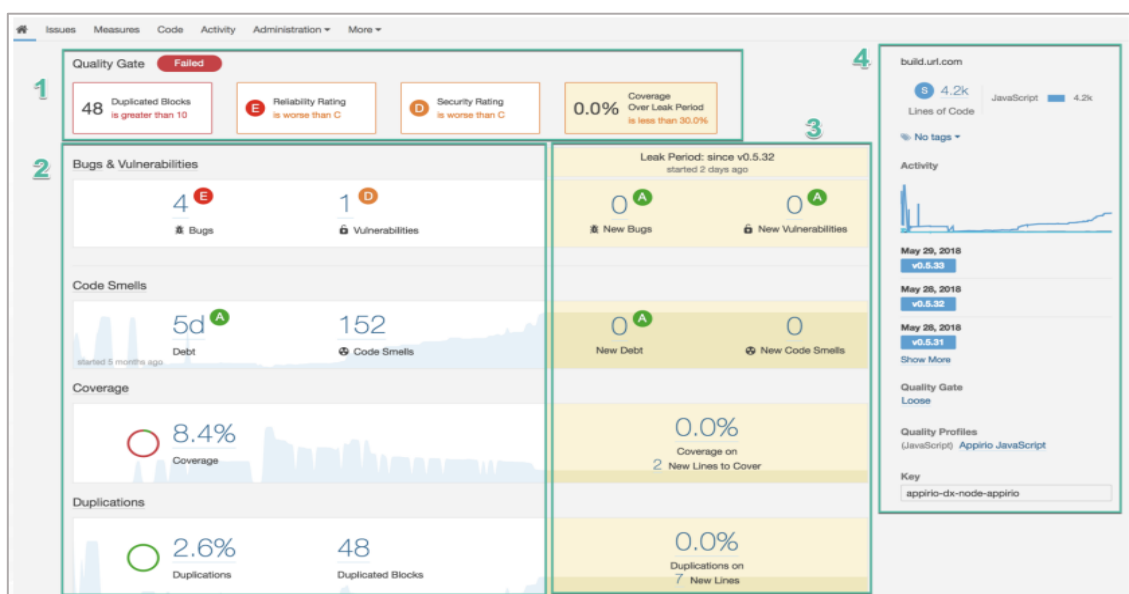 Issues Measures Code Activity Administration More
1
Quality Gate Failed
48 Duplicated Blocks
is greater than 10
E Reliability Rating
is worse than C
D Security Rating
is worse than C
0.0% Coverage
Over Leak Period
is less than 30.0%
2
Bugs & Vulnerabilities
4 E
Bugs
1 D
Vulnerabilities
Code Smells
5d A
Debt
started 5 months ago
152
Code Smells
Coverage
8.4%
Coverage
Duplications
2.6%
Duplications
48
Duplicated Blocks
3
Leak Period: since v0.5.32
started 2 days ago
0 A
New Bugs
0 A
New Vulnerabilities
0 A
New Debt
0
New Code Smells
0.0%
Coverage on
2 New Lines to Cover
0.0%
Duplications on
7 New Lines
4
build.url.com
S 4.2k
Lines of Code
JavaScript 4.2k
No tags
Activity
May 29, 2018
v0.5.33
May 28, 2018
v0.5.32
May 28, 2018
v0.5.31
Show More
Quality Gate
Loose
Quality Profiles
(JavaScript) Appirio JavaScript
Key
appirio-dx-node-appirio